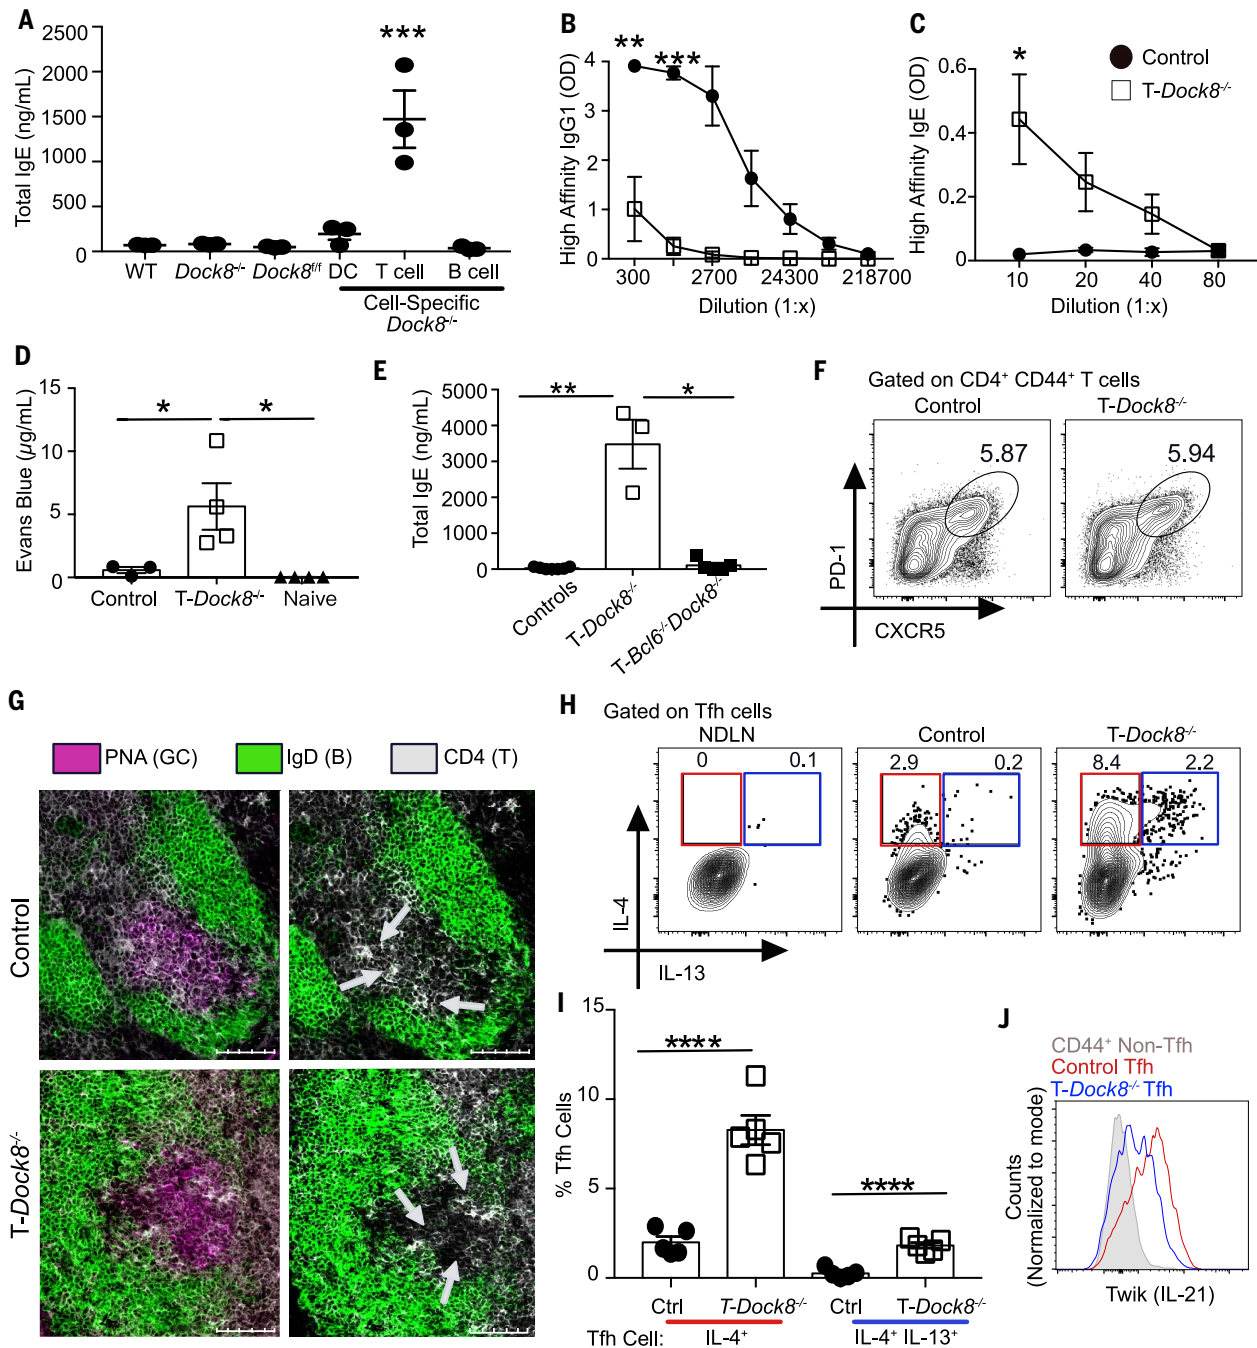 A
Total IgE (ng/mL)
2500
2000
1500
1000
500
0
***
WT
Dock8-/-
Dock8f/f
DC
T cell
B cell
Cell-Specific
Dock8-/-
B
High Affinity IgG1 (OD)
4
3
2
1
0
**
***
300
2700
24300
218700
Dilution (1:x)
C
High Affinity IgE (OD)
0.6
0.4
0.2
0
*
10
20
40
80
Dilution (1:x)
Control
T-Dock8-/-
D
Evans Blue (µg/mL)
15
10
5
0
*
*
Control
T-Dock8-/-
Naive
E
Total IgE (ng/mL)
5000
4000
3000
2000
1000
0
**
*
Controls
T-Dock8-/-
T-Bcl6-/-Dock8-/-
F
Gated on CD4+ CD44+ T cells
Control
T-Dock8-/-
5.87
5.94
PD-1
CXCR5
G
PNA (GC)
IgD (B)
CD4 (T)
Control
T-Dock8-/-
H
Gated on Tfh cells
NDLN
Control
T-Dock8-/-
0
0.1
2.9
0.2
8.4
2.2
IL-4
IL-13
I
% Tfh Cells
15
10
5
0
****
****
Ctrl
T-Dock8-/-
Ctrl
T-Dock8-/-
Tfh Cell:
IL-4+
IL-4+ IL-13+
J
CD44+ Non-Tfh
Control Tfh
T-Dock8-/- Tfh
Counts
(Normalized to mode)
Twik (IL-21)